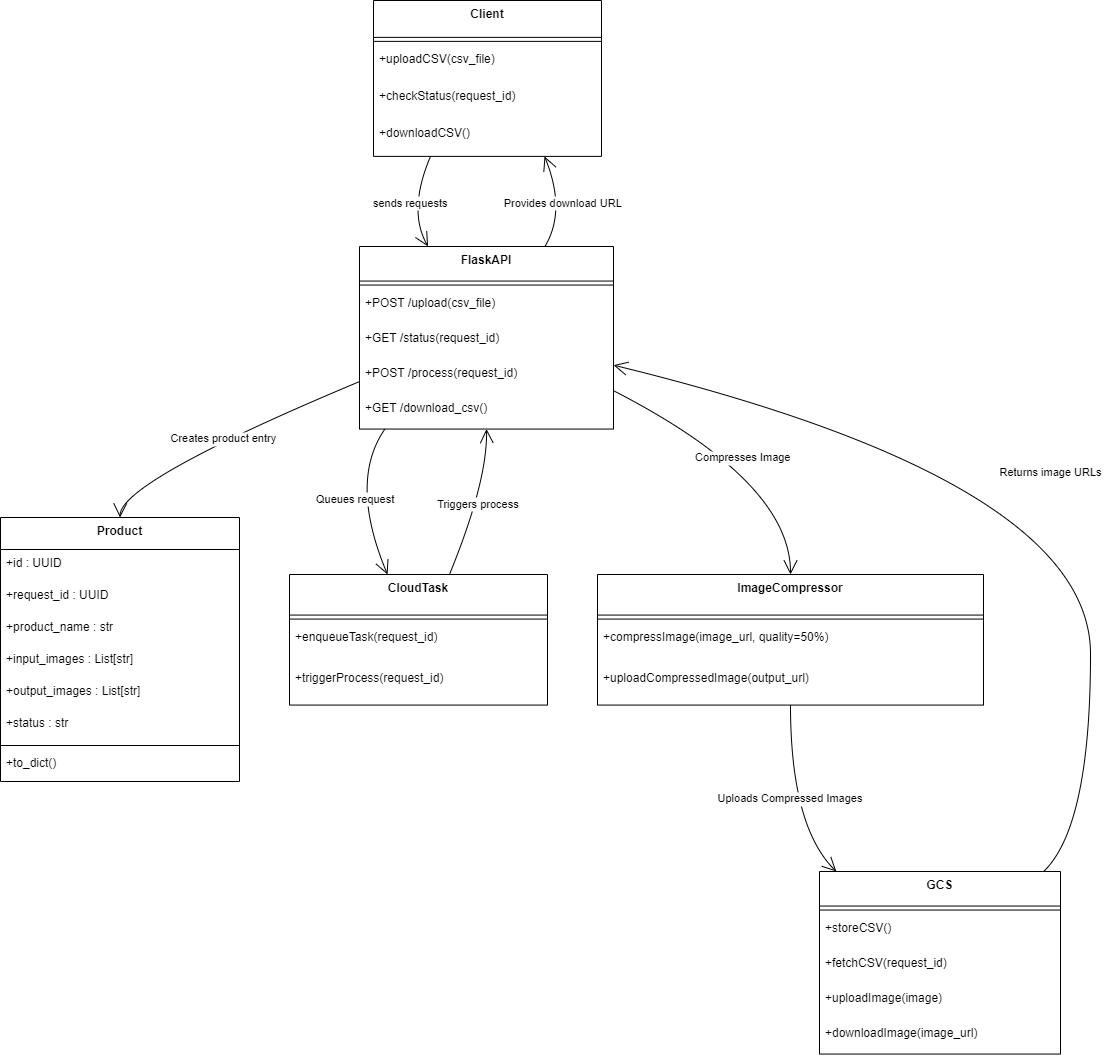 Client
+uploadCSV(csv_file)
+checkStatus(request_id)
+downloadCSV()
sends requests
Provides download URL
FlaskAPI
+POST /upload(csv_file)
+GET /status(request_id)
+POST /process(request_id)
+GET /download_csv()
Creates product entry
Queues request
Triggers process
Compresses Image
Returns image URLs
Product
+id : UUID
+request_id : UUID
+product_name : str
+input_images : List[str]
+output_images : List[str]
+status : str
+to_dict()
CloudTask
+enqueueTask(request_id)
+triggerProcess(request_id)
ImageCompressor
+compressImage(image_url, quality=50%)
+uploadCompressedImage(output_url)
Uploads Compressed Images
GCS
+storeCSV()
+fetchCSV(request_id)
+uploadImage(image)
+downloadImage(image_url)